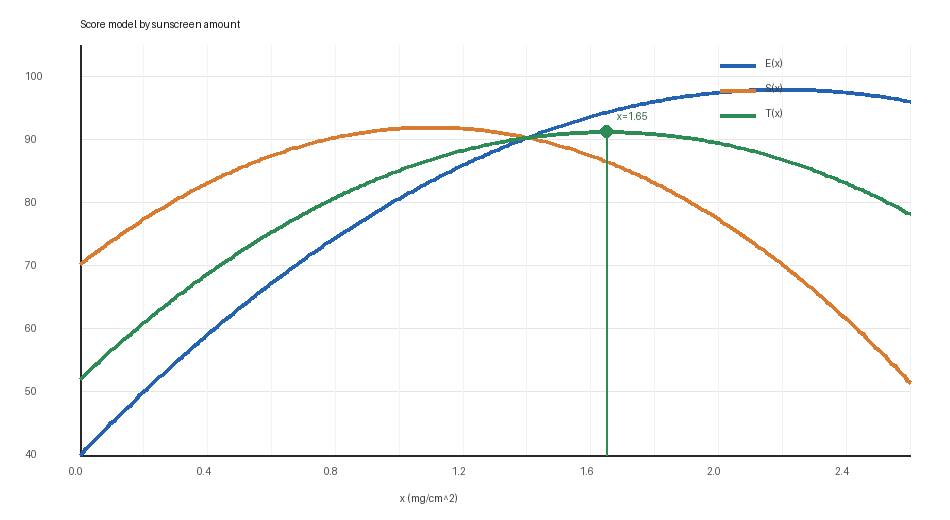 Score model by sunscreen amount
E(x)
S(x)
T(x)
x=1.65
100
90
80
70
60
50
40
0.0 0.4 0.8 1.2 1.6 2.0 2.4
x (mg/cm^2)